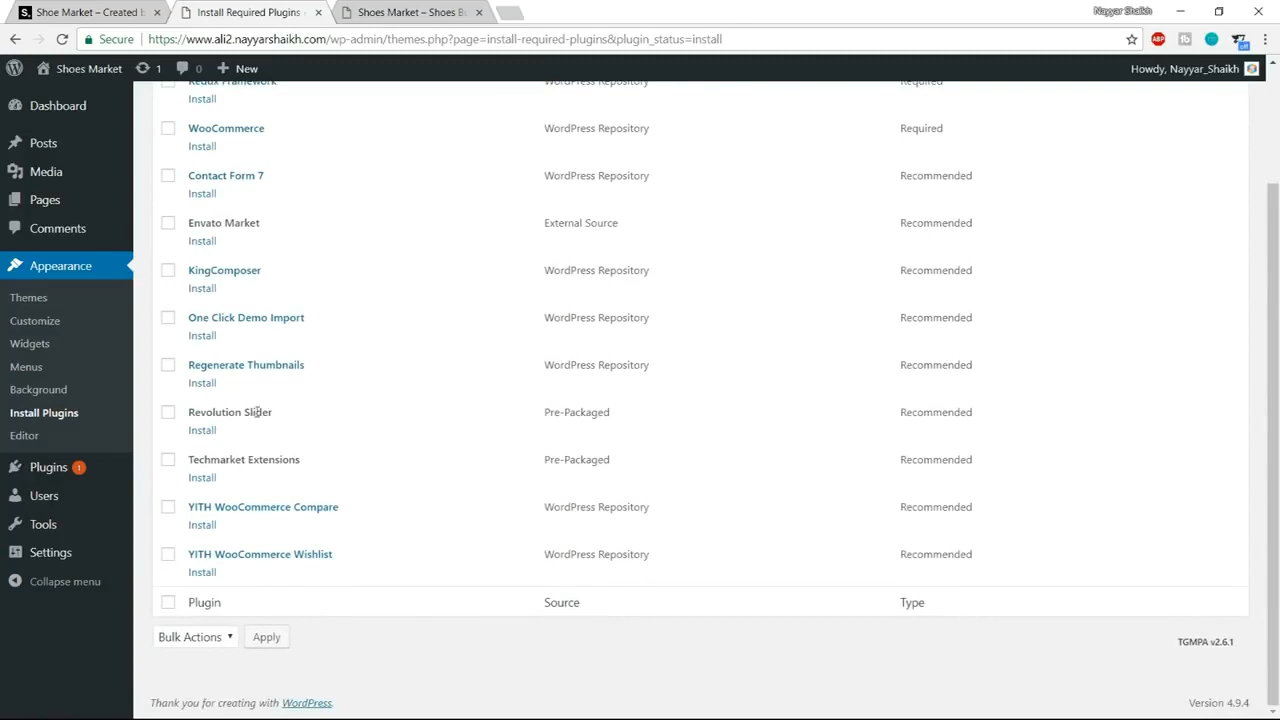 Shoe Market – Created b
Install Required Plugins
Shoes Market – Shoes B
Nayyar Shaikh
Secure
https://www.ali2.nayyarshaikh.com/wp-admin/themes.php?page=install-required-plugins&plugin_status=install
ABP
off
Shoes Market
1
0
New
Howdy, Nayyar_Shaikh
Dashboard
Posts
Media
Pages
Comments
Appearance
Themes
Customize
Widgets
Menus
Background
Install Plugins
Editor
Plugins 1
Users
Tools
Settings
Collapse menu
Redux Framework WordPress Repository Required
Install
WooCommerce WordPress Repository Required
Install
Contact Form 7 WordPress Repository Recommended
Install
Envato Market External Source Recommended
Install
KingComposer WordPress Repository Recommended
Install
One Click Demo Import WordPress Repository Recommended
Install
Regenerate Thumbnails WordPress Repository Recommended
Install
Revolution Slider Pre-Packaged Recommended
Install
Techmarket Extensions Pre-Packaged Recommended
Install
YITH WooCommerce Compare WordPress Repository Recommended
Install
YITH WooCommerce Wishlist WordPress Repository Recommended
Install
Plugin Source Type
Bulk Actions Apply
TGMPA v2.6.1
Thank you for creating with WordPress.
Version 4.9.4